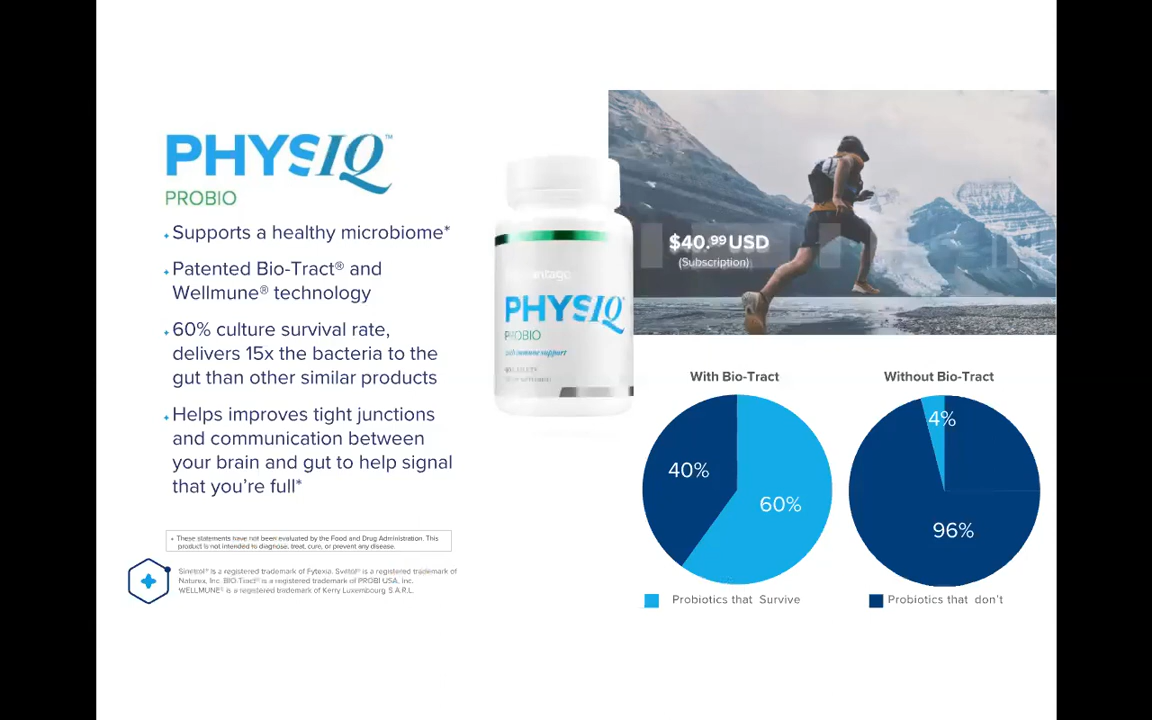 PHYSIQ™
PROBIO
Supports a healthy microbiome*
Patented Bio-Tract® and
Wellmune® technology
60% culture survival rate,
delivers 15x the bacteria to the
gut than other similar products
Helps improves tight junctions
and communication between
your brain and gut to help signal
that you're full*
* These statements have not been evaluated by the Food and Drug Administration. This
product is not intended to diagnose, treat, cure, or prevent any disease.
Sinetrol® is a registered trademark of Fytexia. Svetol® is a registered trademark of
Naturex, Inc. BIO-Tract® is a registered trademark of PROBI USA, Inc.
WELLMUNE® is a registered trademark of Kerry Luxembourg S.A.R.L.
PHYSIQ
PROBIO
with immune support
$40.99 USD
(Subscription)
With Bio-Tract
40%
60%
Without Bio-Tract
4%
96%
Probiotics that Survive
Probiotics that don't